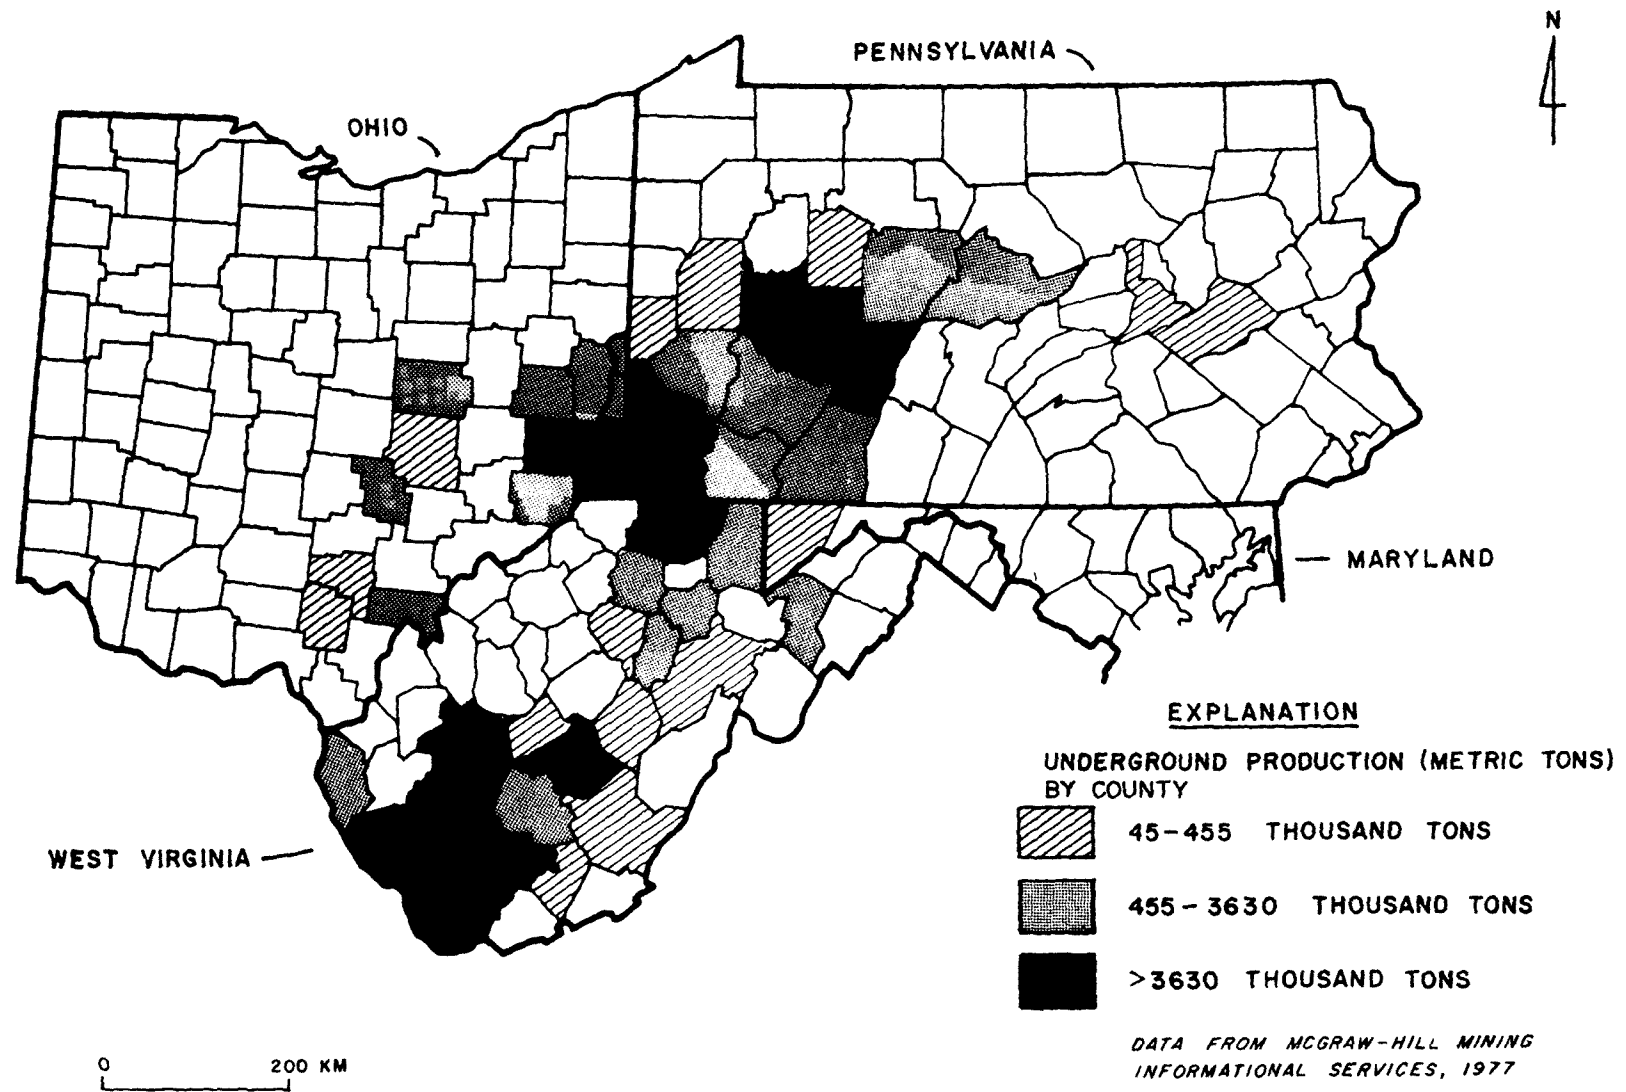 N
PENNSYLVANIA
OHIO
MARYLAND
EXPLANATION
UNDERGROUND PRODUCTION (METRIC TONS)
BY COUNTY
45-455 THOUSAND TONS
WEST VIRGINIA
455-3630 THOUSAND TONS
>3630 THOUSAND TONS
DATA FROM MCGRAW-HILL MINING
INFORMATIONAL SERVICES, 1977
0 200 KM